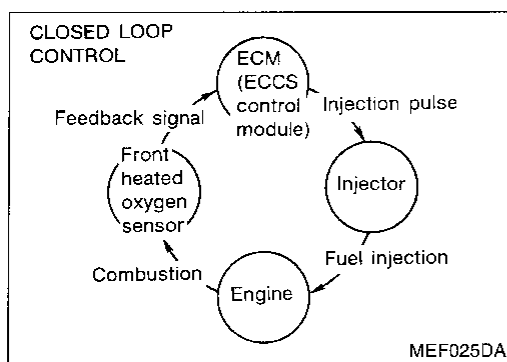 CLOSED LOOP
CONTROL
ECM
(ECCS
control
module)
Injection pulse
Injector
Fuel injection
Engine
Combustion
Front
heated
oxygen
sensor
Feedback signal
MEF025DA